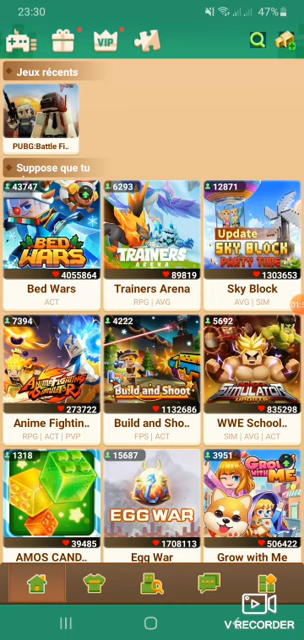 23:30
47%
VIP
Jeux récents
PUBG:Battle Fi..
Suppose que tu
43747
BED WARS
4055864
Bed Wars
ACT
6293
TRAINERS ARENA
89819
Trainers Arena
RPG | AVG
12871
Update
SKY BLOCK
PARTY TIME
1303653
Sky Block
AVG | SIM
7394
ANIME FIGHTING SIMULATOR
273722
Anime Fightin..
RPG | ACT | PVP
4222
Build and Shoot
1132686
Build and Sho..
FPS | ACT
5692
SIMULATOR
835298
WWE School..
SIM | AVG | ACT
1318
39485
AMOS CAND..
15687
EGG WAR
1708113
Egg War
3951
GROW with ME
506422
Grow with Me
V RECORDER